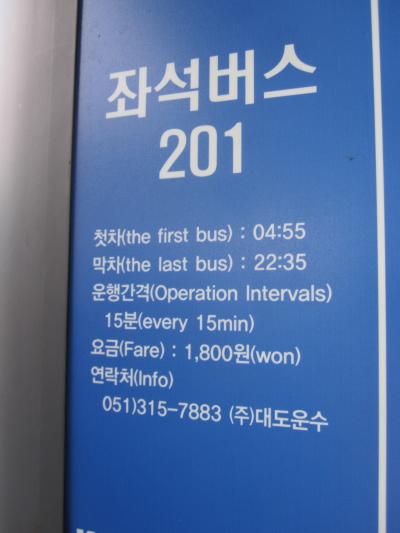 좌석버스
201
첫차(the first bus) : 04:55
막차(the last bus) : 22:35
운행간격(Operation Intervals)
15분(every 15min)
요금(Fare) : 1,800원(won)
연락처(Info)
051)315-7883 (주)대도운수